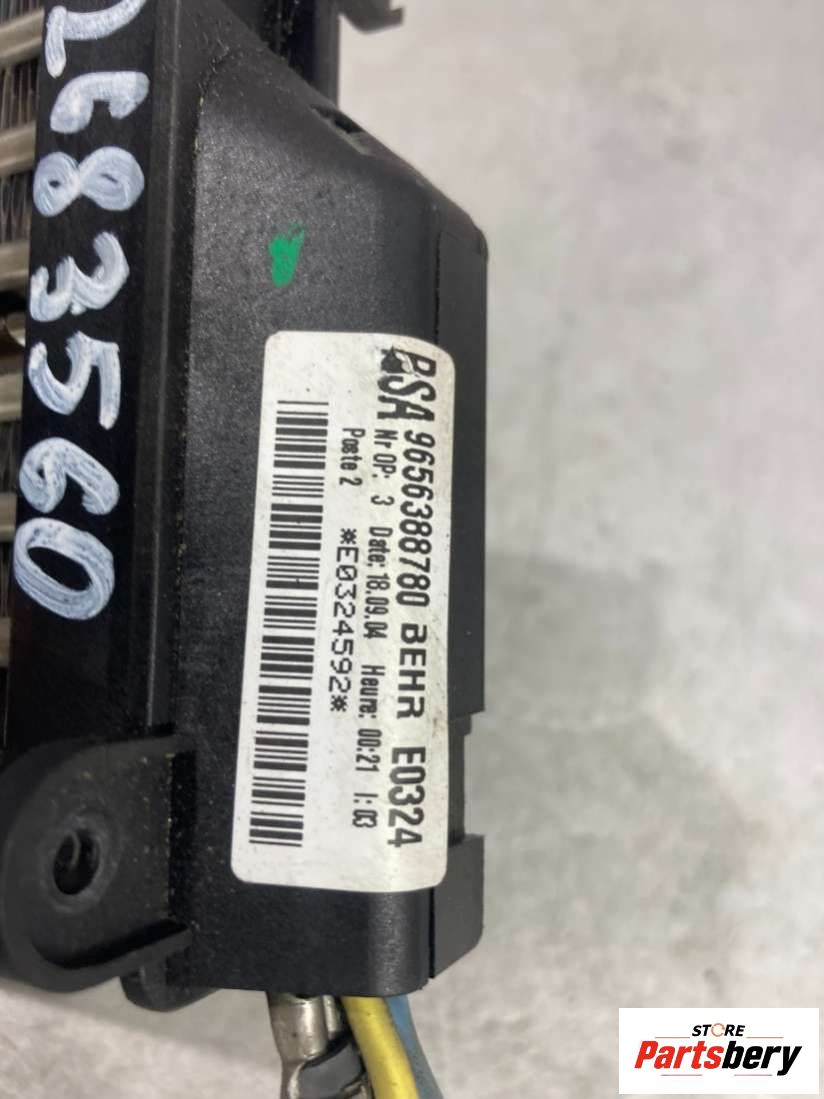 2683560
PSA 9656388780 BEHR E0324
Nr OP: 3 Date: 18.09.04 Heure: 00:21 I: 03
Poste 2 *E0324592*
STORE
Partsbery